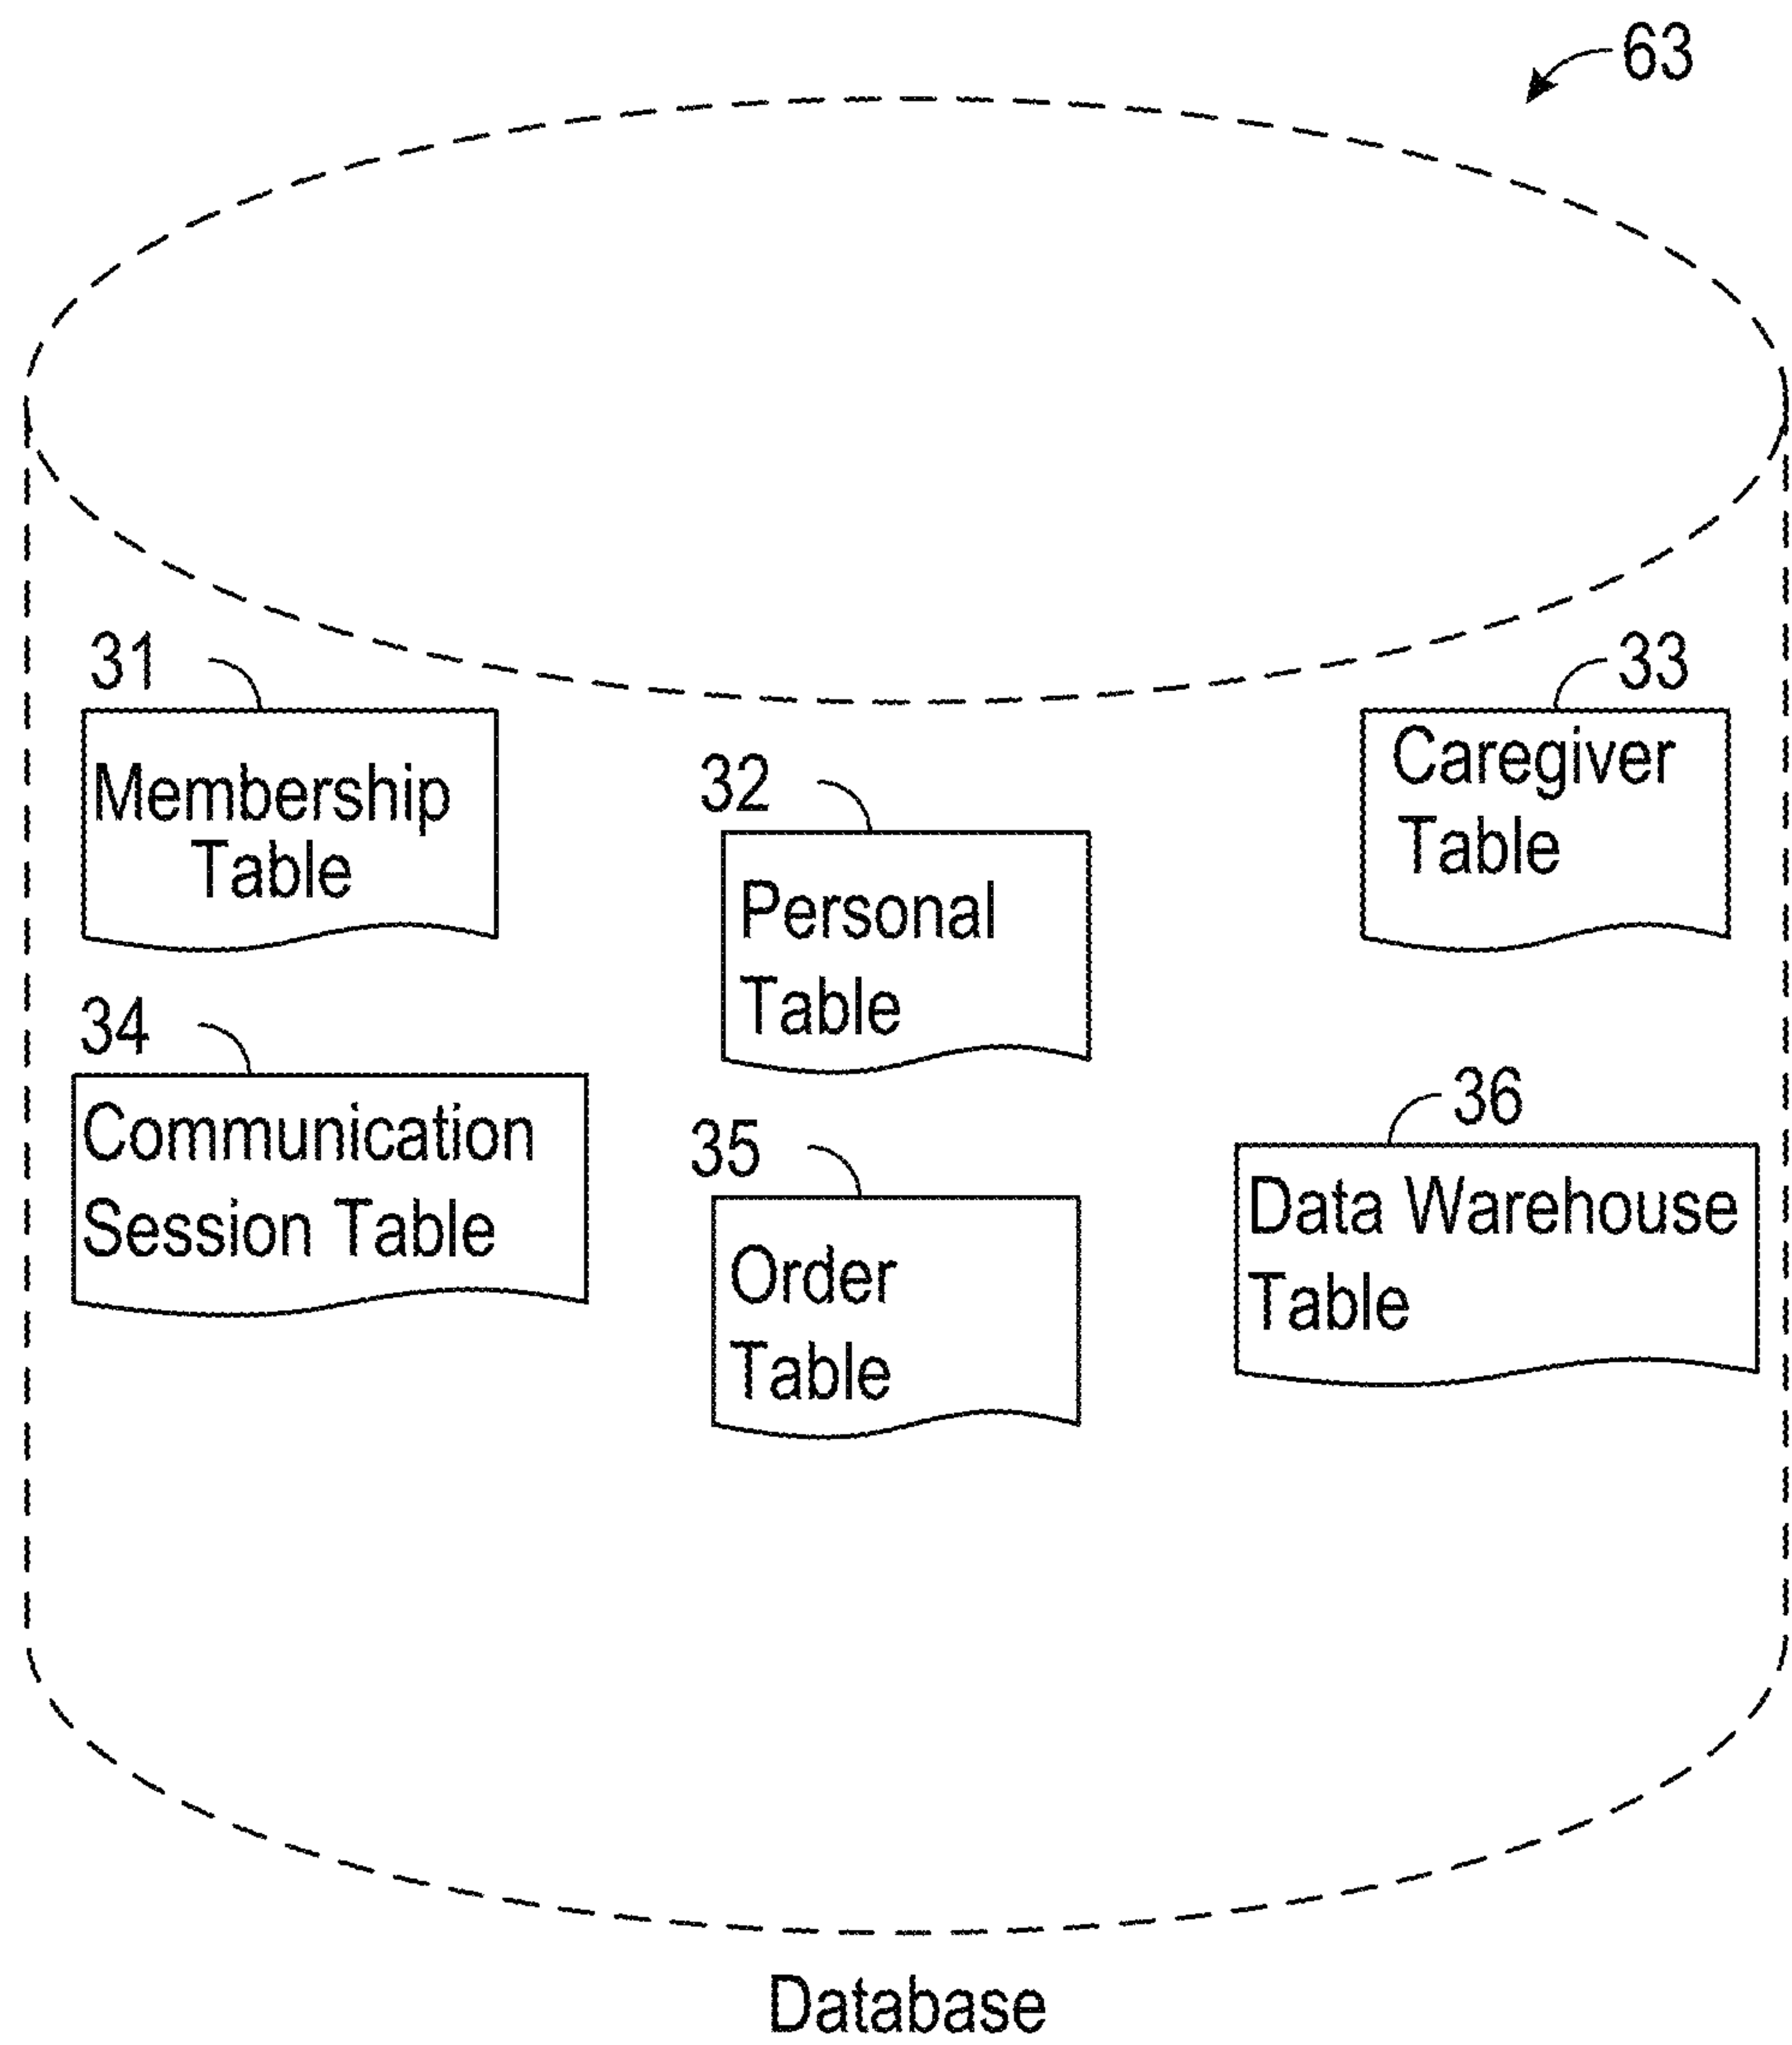 63
31
Membership
Table
32
Personal
Table
33
Caregiver
Table
34
Communication
Session Table
35
Order
Table
36
Data Warehouse
Table
Database